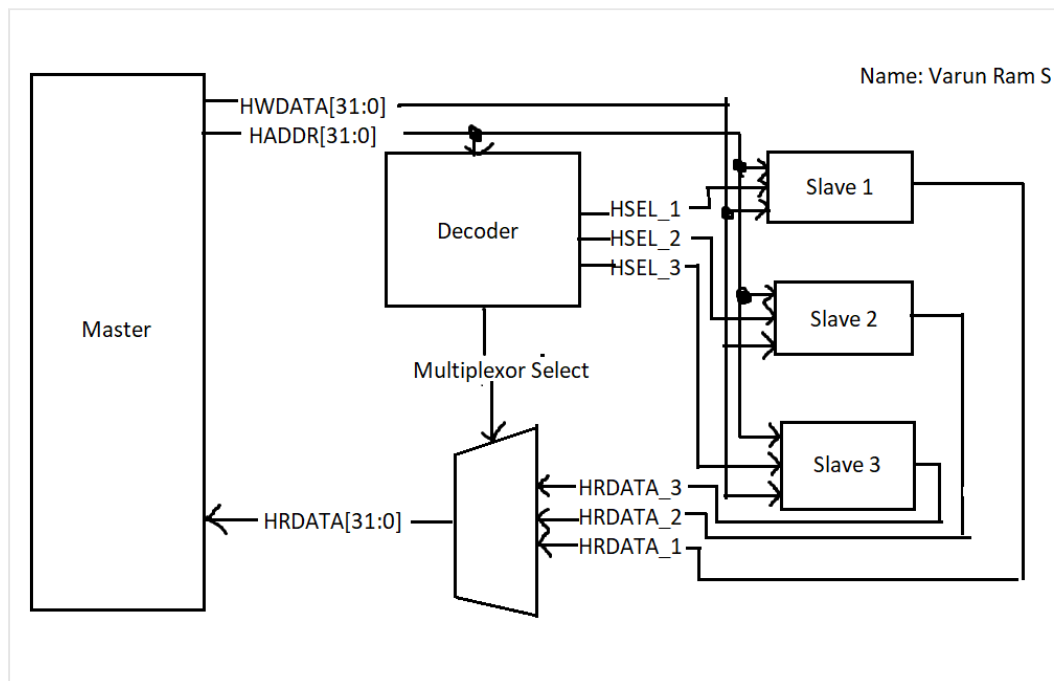 Name: Varun Ram S
HWDATA[31:0]
HADDR[31:0]
Slave 1
HSEL_1
Decoder
HSEL_2
HSEL_3
Slave 2
Master
Multiplexor Select
Slave 3
HRDATA_3
HRDATA[31:0]
HRDATA_2
HRDATA_1